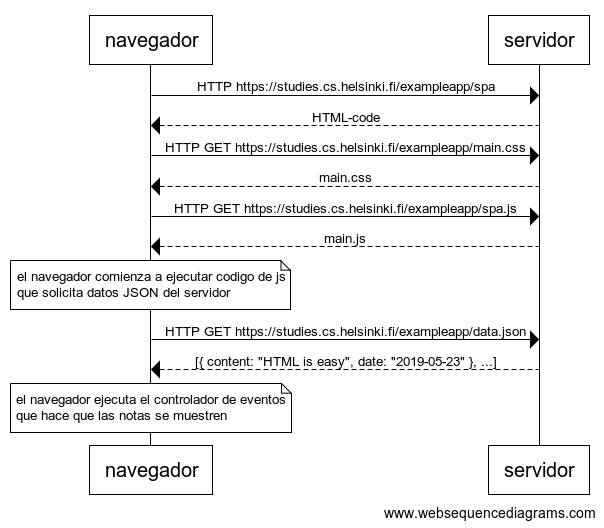 navegador
servidor
HTTP https://studies.cs.helsinki.fi/exampleapp/spa
HTML-code
HTTP GET https://studies.cs.helsinki.fi/exampleapp/main.css
main.css
HTTP GET https://studies.cs.helsinki.fi/exampleapp/spa.js
main.js
el navegador comienza a ejecutar codigo de js
que solicita datos JSON del servidor
HTTP GET https://studies.cs.helsinki.fi/exampleapp/data.json
[{ content: "HTML is easy", date: "2019-05-23" }, ...]
el navegador ejecuta el controlador de eventos
que hace que las notas se muestren
navegador
servidor
www.websequencediagrams.com